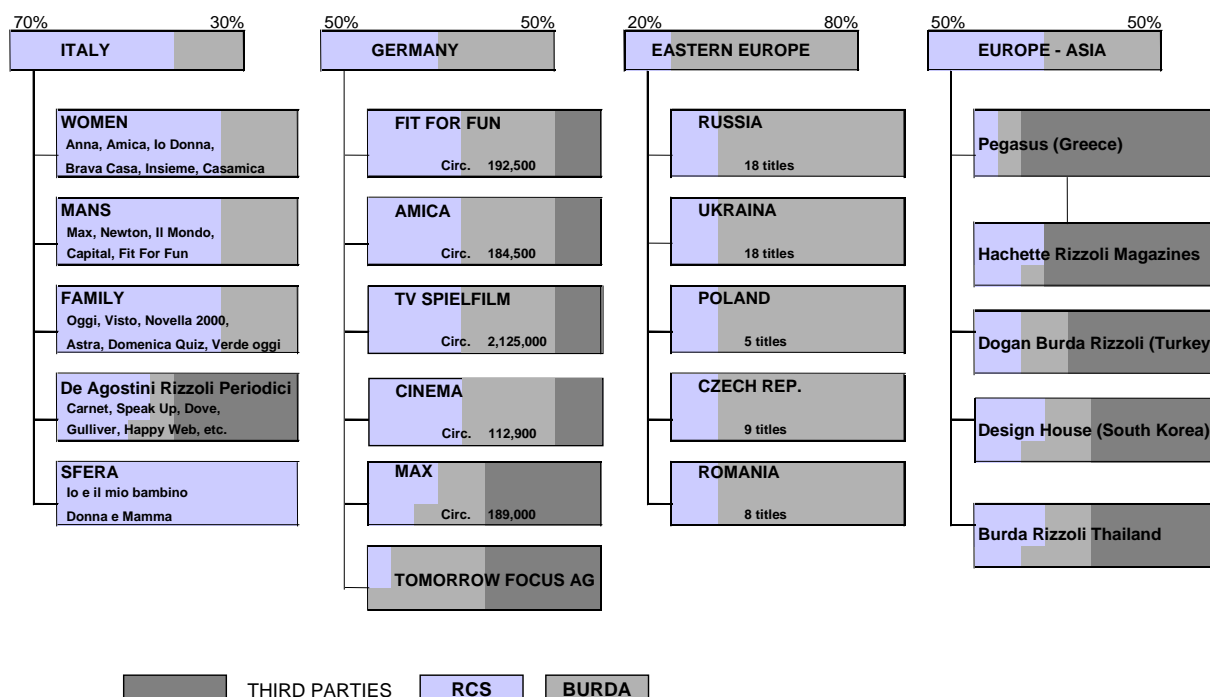 70% 30%
ITALY
WOMEN
Anna, Amica, Io Donna,
Brava Casa, Insieme, Casamica
MANS
Max, Newton, Il Mondo,
Capital, Fit For Fun
FAMILY
Oggi, Visto, Novella 2000,
Astra, Domenica Quiz, Verde oggi
De Agostini Rizzoli Periodici
Carnet, Speak Up, Dove,
Gulliver, Happy Web, etc.
SFERA
Io e il mio bambino
Donna e Mamma
50% 50%
GERMANY
FIT FOR FUN
Circ. 192,500
AMICA
Circ. 184,500
TV SPIELFILM
Circ. 2,125,000
CINEMA
Circ. 112,900
MAX
Circ. 189,000
TOMORROW FOCUS AG
20% 80%
EASTERN EUROPE
RUSSIA
18 titles
UKRAINA
18 titles
POLAND
5 titles
CZECH REP.
9 titles
ROMANIA
8 titles
50% 50%
EUROPE - ASIA
Pegasus (Greece)
Hachette Rizzoli Magazines
Dogan Burda Rizzoli (Turkey
Design House (South Korea)
Burda Rizzoli Thailand
THIRD PARTIES RCS BURDA